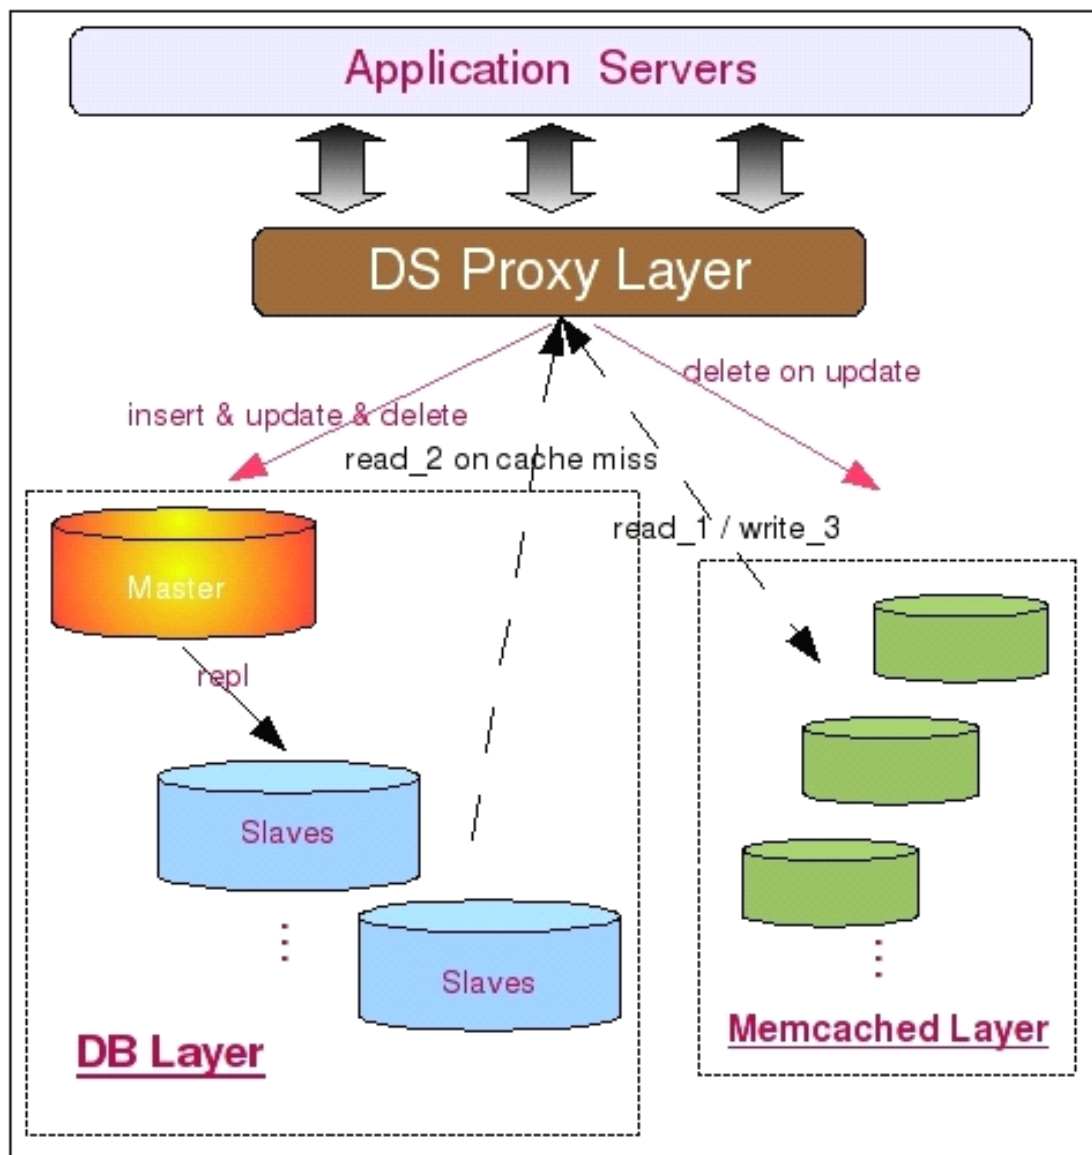 Application Servers
DS Proxy Layer
delete on update
insert & update & delete
read_2 on cache miss
read_1 / write_3
Master
repl
Slaves
Slaves
DB Layer
Memcached Layer